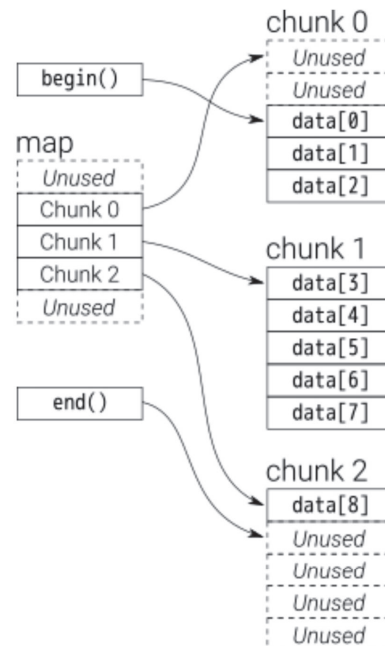 begin()
map
Unused
Chunk 0
Chunk 1
Chunk 2
Unused
end()
chunk 0
Unused
Unused
data[0]
data[1]
data[2]
chunk 1
data[3]
data[4]
data[5]
data[6]
data[7]
chunk 2
data[8]
Unused
Unused
Unused
Unused